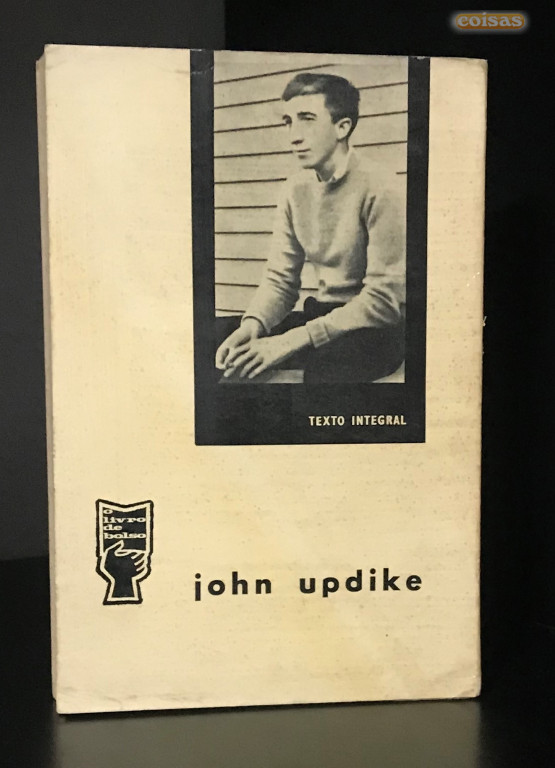 coisas
TEXTO INTEGRAL
o
livro
de
bolso
john updike